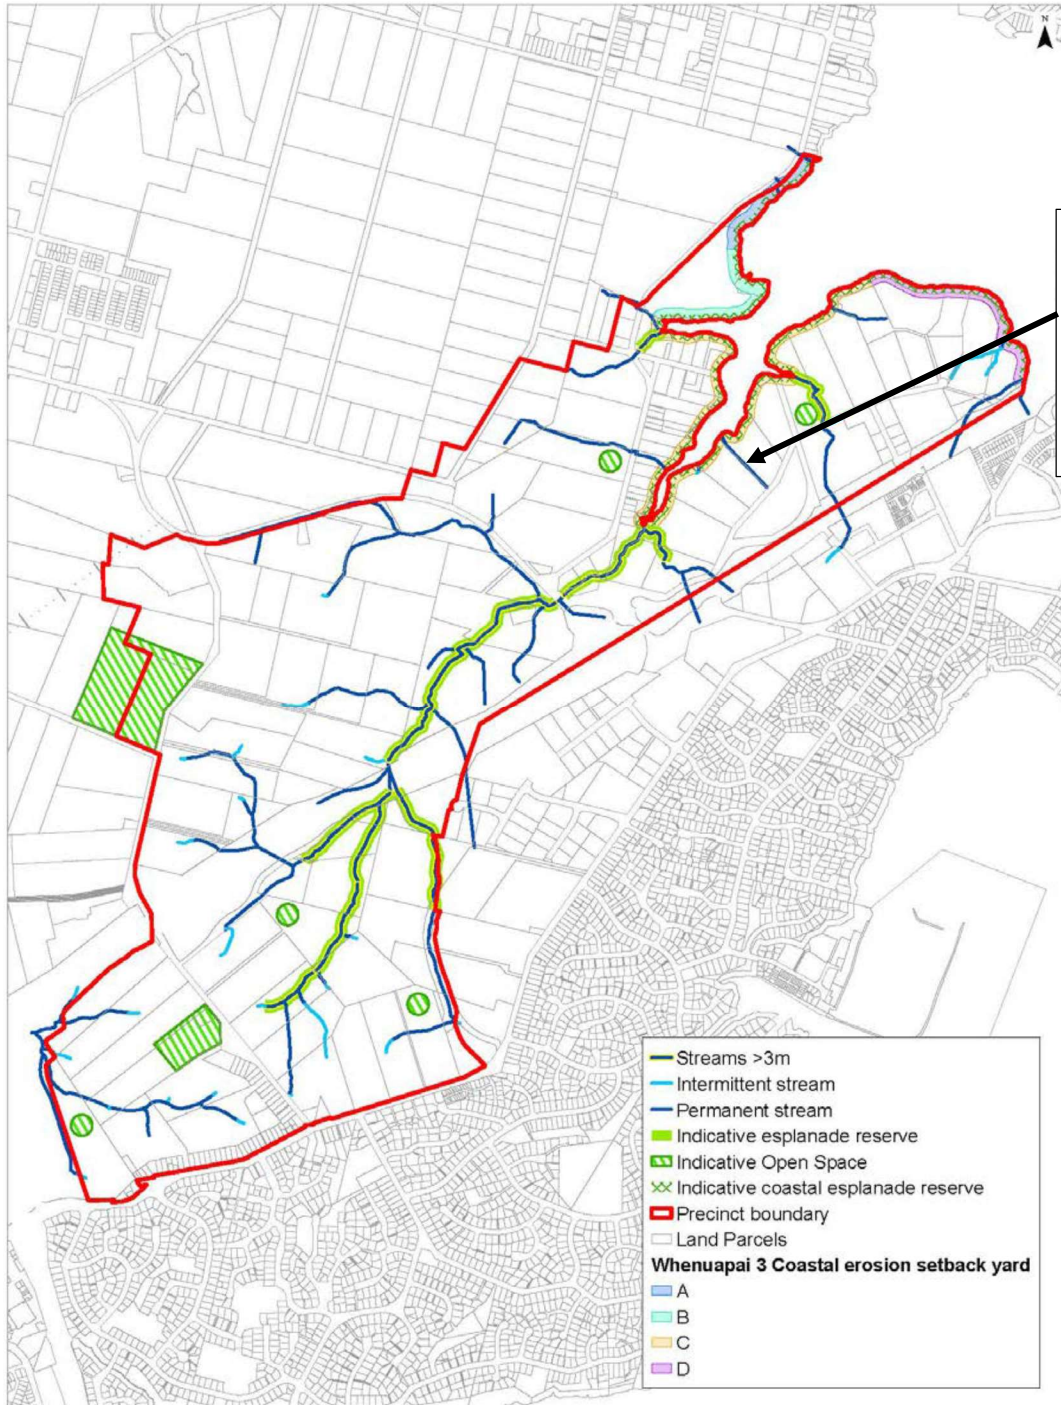 N
Streams >3m
Intermittent stream
Permanent stream
Indicative esplanade reserve
Indicative Open Space
Indicative coastal esplanade reserve
Precinct boundary
Land Parcels
Whenuapai 3 Coastal erosion setback yard
A
B
C
D